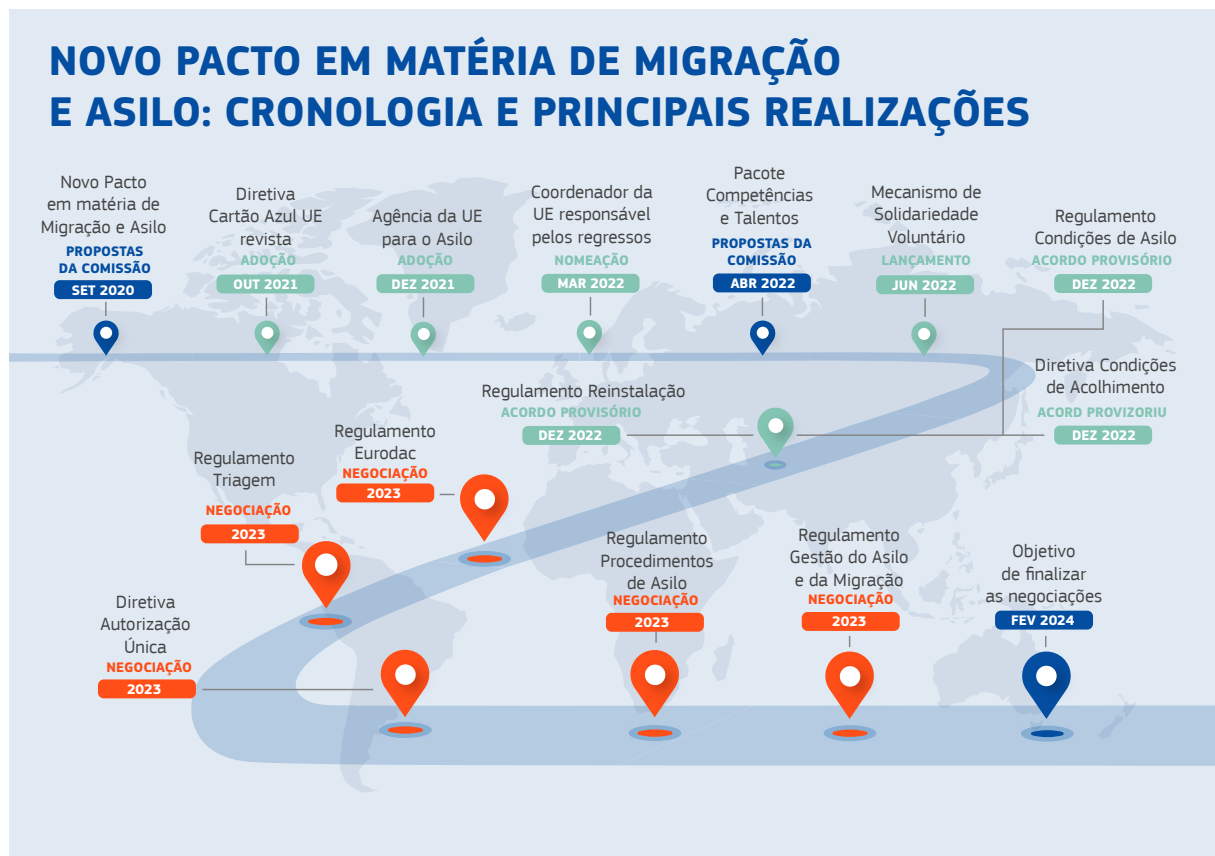 NOVO PACTO EM MATÉRIA DE MIGRAÇÃO
E ASILO: CRONOLOGIA E PRINCIPAIS REALIZAÇÕES
Novo Pacto
em matéria de
Migração e Asilo
PROPOSTAS
DA COMISSÃO
SET 2020
Diretiva
Cartão Azul UE
revista
ADOÇÃO
OUT 2021
Agência da UE
para o Asilo
ADOÇÃO
DEZ 2021
Coordenador da
UE responsável
pelos regressos
NOMEAÇÃO
MAR 2022
Pacote
Competências
e Talentos
PROPOSTAS DA
COMISSÃO
ABR 2022
Mecanismo de
Solidariedade
Voluntário
LANÇAMENTO
JUN 2022
Regulamento
Condições de Asilo
ACORDO PROVISÓRIO
DEZ 2022
Regulamento Reinstalação
ACORDO PROVISÓRIO
DEZ 2022
Diretiva Condições
de Acolhimento
ACORD PROVIZORIU
DEZ 2022
Regulamento
Eurodac
NEGOCIAÇÃO
2023
Regulamento
Triagem
NEGOCIAÇÃO
2023
Diretiva
Autorização
Única
NEGOCIAÇÃO
2023
Regulamento
Procedimentos
de Asilo
NEGOCIAÇÃO
2023
Regulamento
Gestão do Asilo
e da Migração
NEGOCIAÇÃO
2023
Objetivo
de finalizar
as negociações
FEV 2024